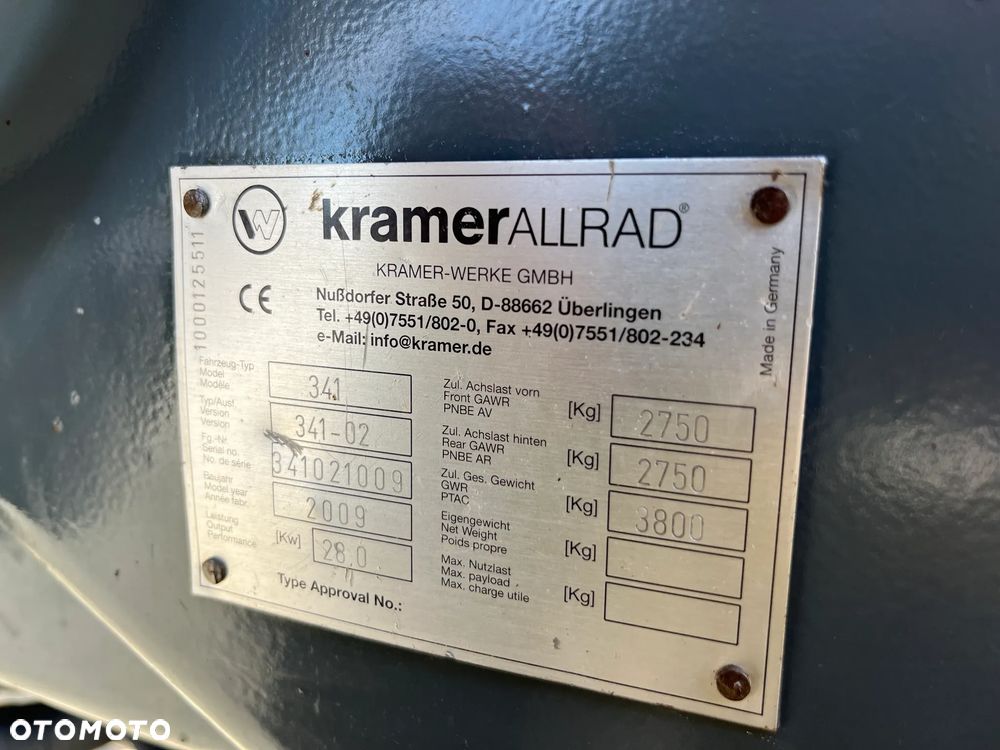 W
kramerALLRAD®
KRAMER-WERKE GMBH
CE
Nußdorfer Straße 50, D-88662 Überlingen
Tel. +49(0)7551/802-0, Fax +49(0)7551/802-234
e-Mail: info@kramer.de
1000125511
Made in Germany
Fahrzeug-Typ
Model
Modèle
341
Typ/Ausf.
Version
Version
341-02
Fg.-Nr.
Serial no.
No. de série
341021009
Baujahr
Model year
Année fabr.
2009
Leistung
Output
Performance
[Kw]
28.0
Type Approval No.:
Zul. Achslast vorn
Front GAWR
PNBE AV
[Kg]
2750
Zul. Achslast hinten
Rear GAWR
PNBE AR
[Kg]
2750
Zul. Ges. Gewicht
GWR
PTAC
[Kg]
3800
Eigengewicht
Net Weight
Poids propre
[Kg]
Max. Nutzlast
Max. payload
Max. charge utile
[Kg]
OTOMOTO